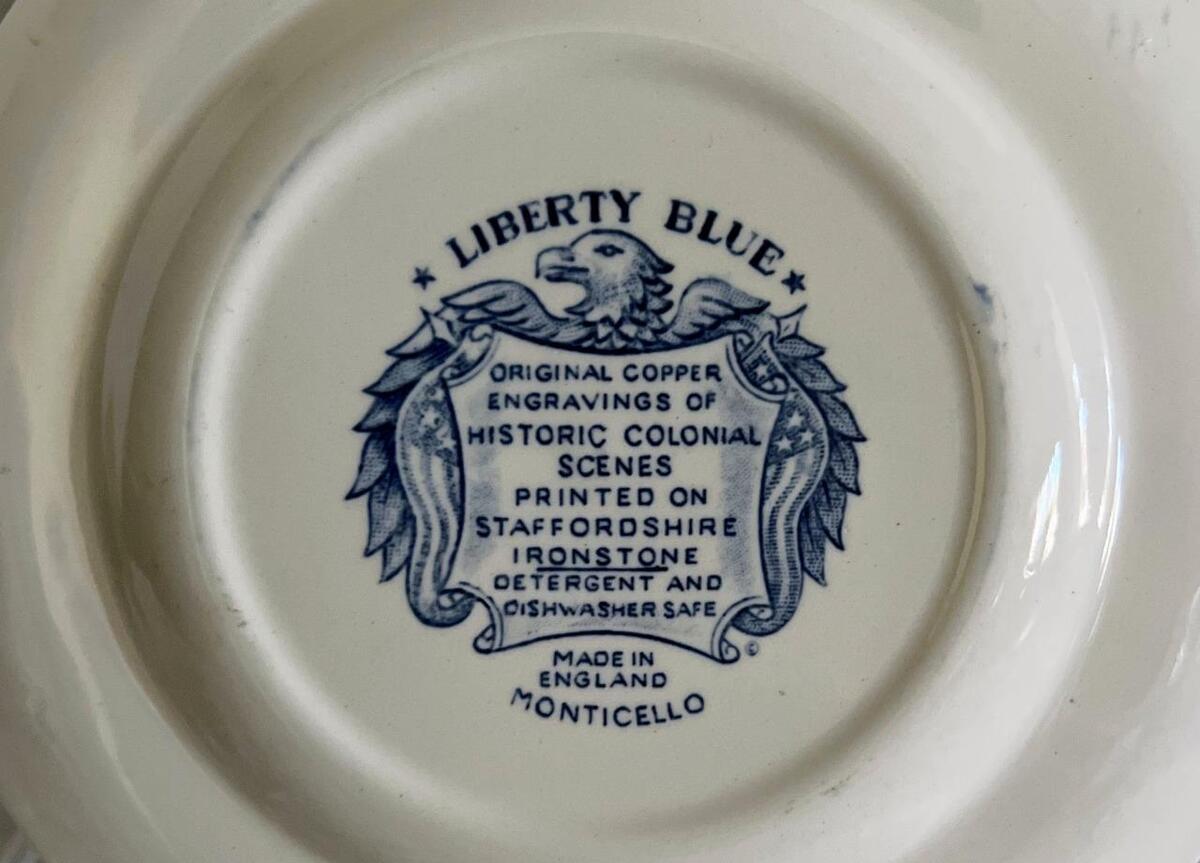 LIBERTY BLUE
ORIGINAL COPPER
ENGRAVINGS OF
HISTORIC COLONIAL
SCENES
PRINTED ON
STAFFORDSHIRE
IRONSTONE
DETERGENT AND
DISHWASHER SAFE
©
MADE IN
ENGLAND
MONTICELLO